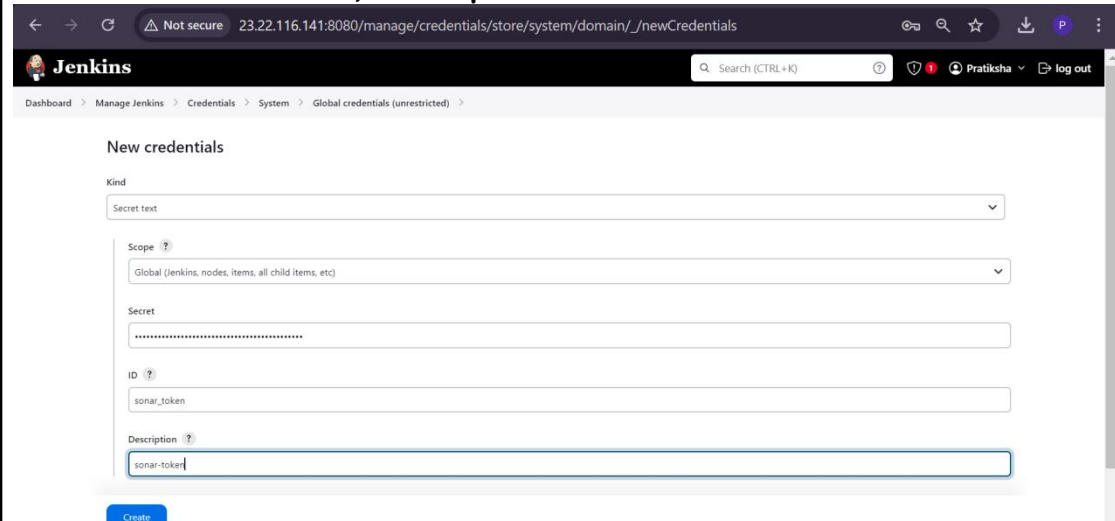 Not secure 23.22.116.141:8080/manage/credentials/store/system/domain/_/newCredentials P
Jenkins Search (CTRL+K) ? 1 Pratiksha log out
Dashboard > Manage Jenkins > Credentials > System > Global credentials (unrestricted) >
New credentials
Kind
Secret text
Scope ?
Global (Jenkins, nodes, items, all child items, etc)
Secret
ID ?
sonar_token
Description ?
sonar-token
Create